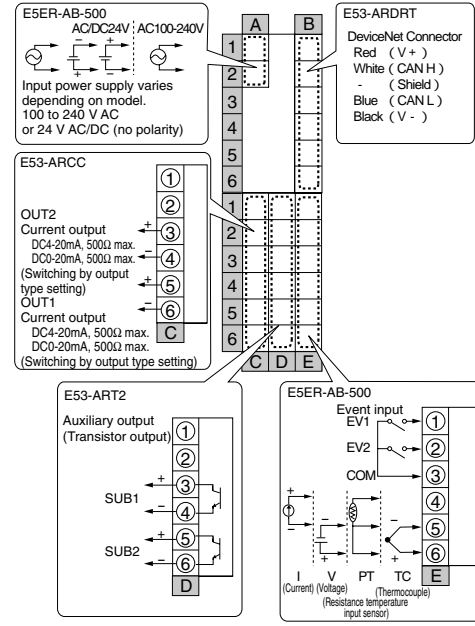 E5ER-AB-500
AC/DC24V
AC100-240V
Input power supply varies
depending on model.
100 to 240 V AC
or 24 V AC/DC (no polarity)
A
B
1
2
3
4
5
6
1
2
3
4
5
6
C D E
E53-ARDRT
DeviceNet Connector
Red ( V + )
White ( CAN H )
- ( Shield )
Blue ( CAN L )
Black ( V - )
E53-ARCC
OUT2
Current output
DC4-20mA, 500Ω max.
DC0-20mA, 500Ω max.
(Switching by output
type setting)
OUT1
Current output
DC4-20mA, 500Ω max.
DC0-20mA, 500Ω max.
(Switching by output type setting)
+
-
+
-
1
2
3
4
5
6
C
E53-ART2
Auxiliary output
(Transistor output)
SUB1
SUB2
+
-
+
-
1
2
3
4
5
6
D
E5ER-AB-500
Event input
EV1
EV2
COM
1
2
3
4
5
6
E
+
-
-
+
-
+
I V PT TC
(Current) (Voltage) (Thermocouple)
(Resistance temperature
input sensor)